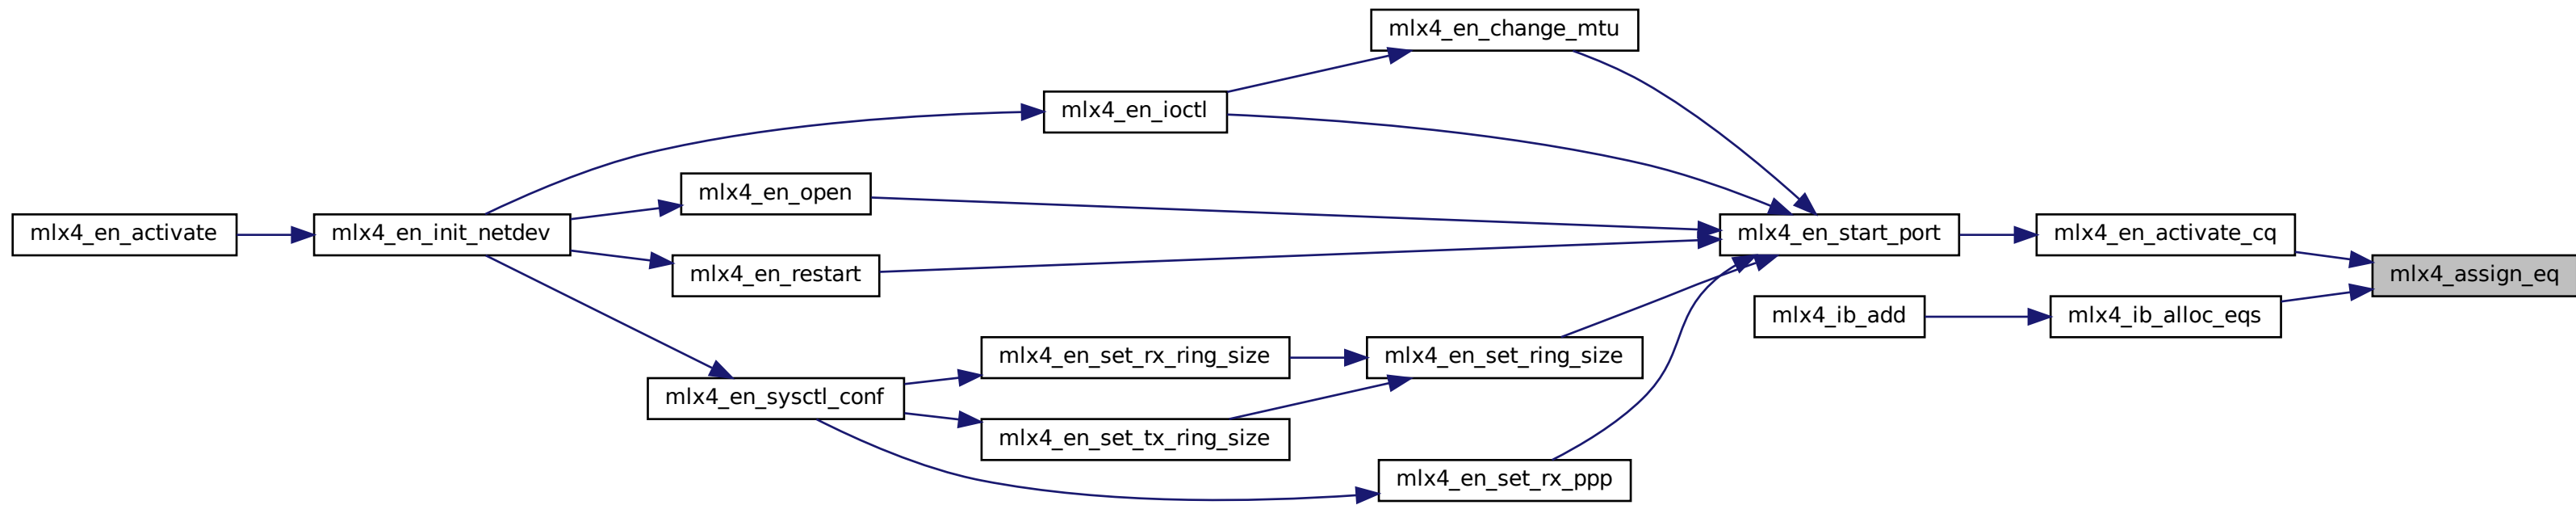 mlx4_en_change_mtu
mlx4_en_ioctl
mlx4_en_open
mlx4_en_activate
mlx4_en_init_netdev
mlx4_en_start_port
mlx4_en_activate_cq
mlx4_en_restart
mlx4_assign_eq
mlx4_ib_add
mlx4_ib_alloc_eqs
mlx4_en_set_rx_ring_size
mlx4_en_set_ring_size
mlx4_en_sysctl_conf
mlx4_en_set_tx_ring_size
mlx4_en_set_rx_ppp